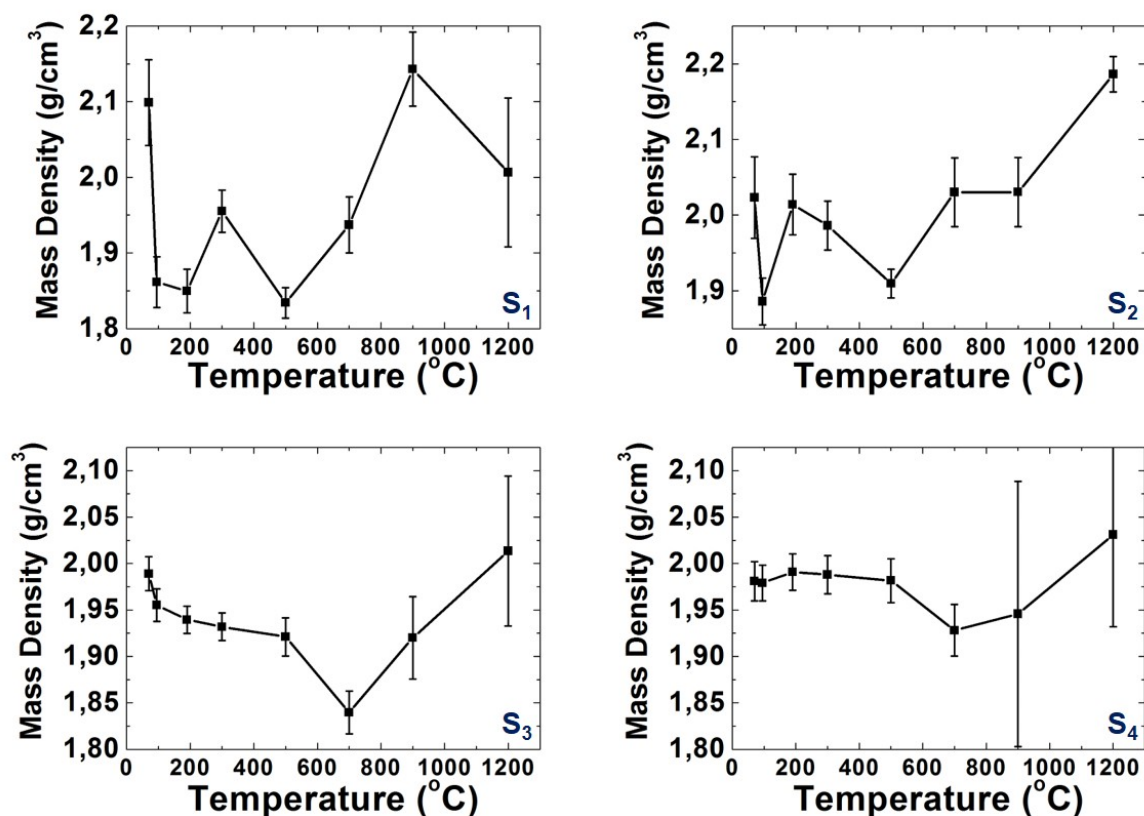 Mass Density (g/cm³)
2,2
2,1
2,0
1,9
1,8
0 200 400 600 800 1000 1200
Temperature (°C)
S₁
Mass Density (g/cm³)
2,2
2,1
2,0
1,9
0 200 400 600 800 1000 1200
Temperature (°C)
S₂
Mass Density (g/cm³)
2,10
2,05
2,00
1,95
1,90
1,85
1,80
0 200 400 600 800 1000 1200
Temperature (°C)
S₃
Mass Density (g/cm³)
2,10
2,05
2,00
1,95
1,90
1,85
1,80
0 200 400 600 800 1000 1200
Temperature (°C)
S₄